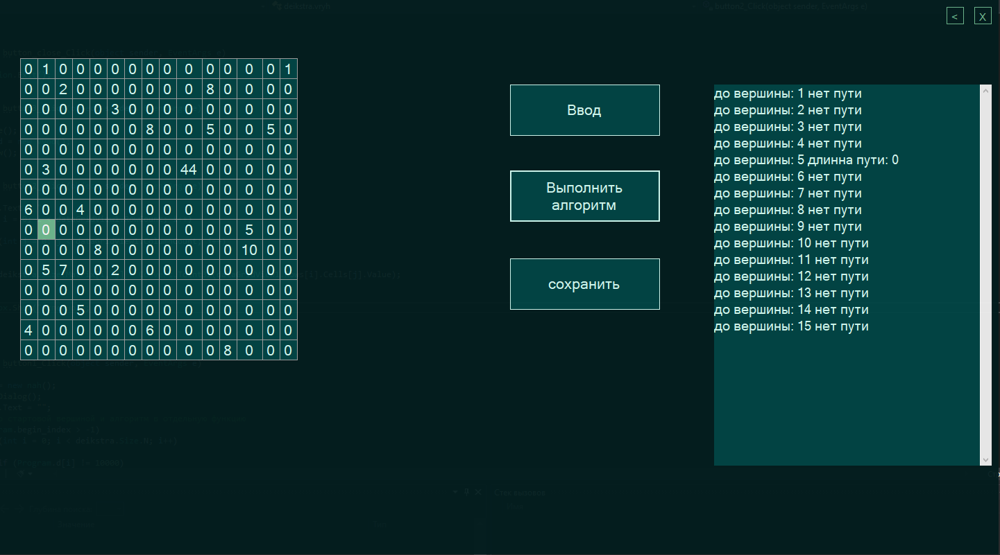 button2_Click(object sender, EventArgs e)
< X
button_close_Click(object sender, EventArgs e)
0 1 0 0 0 0 0 0 0 0 0 0 0 0 1
0 0 2 0 0 0 0 0 0 0 8 0 0 0 0
0 0 0 0 0 3 0 0 0 0 0 0 0 0 0
0 0 0 0 0 0 0 8 0 0 5 0 0 5 0
0 0 0 0 0 0 0 0 0 0 0 0 0 0 0
0 3 0 0 0 0 0 0 0 44 0 0 0 0 0
0 0 0 0 0 0 0 0 0 0 0 0 0 0 0
6 0 0 4 0 0 0 0 0 0 0 0 0 0 0
0 0 0 0 0 0 0 0 0 0 0 0 5 0 0
0 0 0 0 8 0 0 0 0 0 0 0 10 0 0
0 5 7 0 0 2 0 0 0 0 0 0 0 0 0
0 0 0 0 0 0 0 0 0 0 0 0 0 0 0
0 0 0 5 0 0 0 0 0 0 0 0 0 0 0
4 0 0 0 0 0 0 6 0 0 0 0 0 0 0
0 0 0 0 0 0 0 0 0 0 0 8 0 0 0
Ввод
Выполнить
алгоритм
сохранить
до вершины: 1 нет пути
до вершины: 2 нет пути
до вершины: 3 нет пути
до вершины: 4 нет пути
до вершины: 5 длинна пути: 0
до вершины: 6 нет пути
до вершины: 7 нет пути
до вершины: 8 нет пути
до вершины: 9 нет пути
до вершины: 10 нет пути
до вершины: 11 нет пути
до вершины: 12 нет пути
до вершины: 13 нет пути
до вершины: 14 нет пути
до вершины: 15 нет пути
Стек вызовов